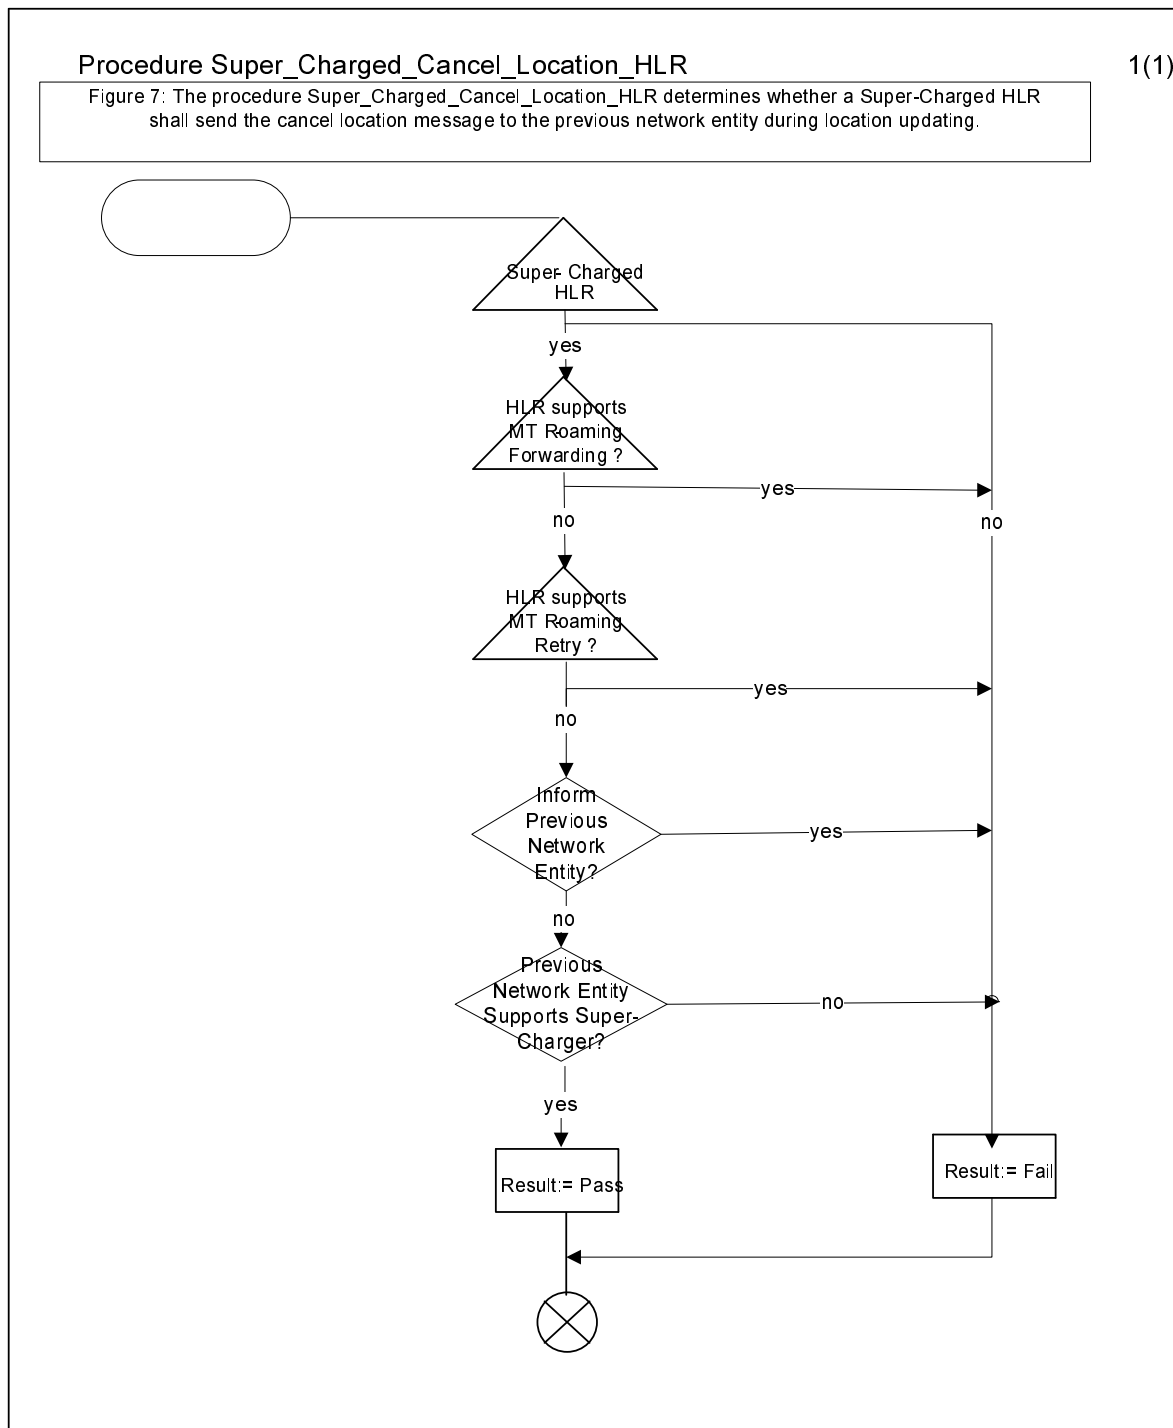 Procedure Super_Charged_Cancel_Location_HLR
1(1)
Figure 7: The procedure Super_Charged_Cancel_Location_HLR determines whether a Super-Charged HLR
shall send the cancel location message to the previous network entity during location updating.
Super- Charged
HLR
yes
HLR supports
MT Roaming
Forwarding ?
yes
no
no
HLR supports
MT Roaming
Retry ?
yes
no
Inform
Previous
Network
Entity?
yes
no
Previous
Network Entity
Supports Super-
Charger?
no
yes
Result:= Pass
Result:= Fail